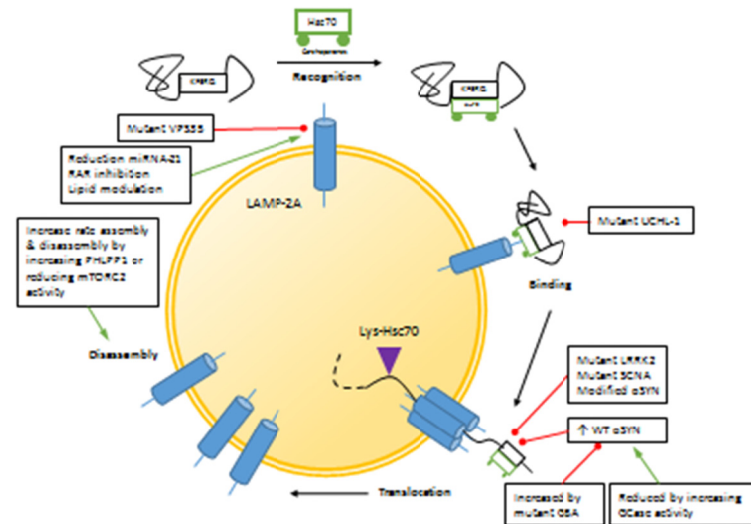 Hsc70
Recognition
KFERQ
KFERQ
Mutant VPS35
Reduction miRNA-21
RAR inhibition
Lipid modulation
LAMP-2A
Mutant UCHL-1
Increase rate assembly
& disassembly by
increasing PHLPP1 or
reducing mTORC2
activity
Binding
Lys-Hsc70
Disassembly
Mutant LRRK2
Mutant SCNA
Modified αSYN
↑ WT αSYN
Translocation
Increased by
mutant GBA
Reduced by increasing
GCase activity